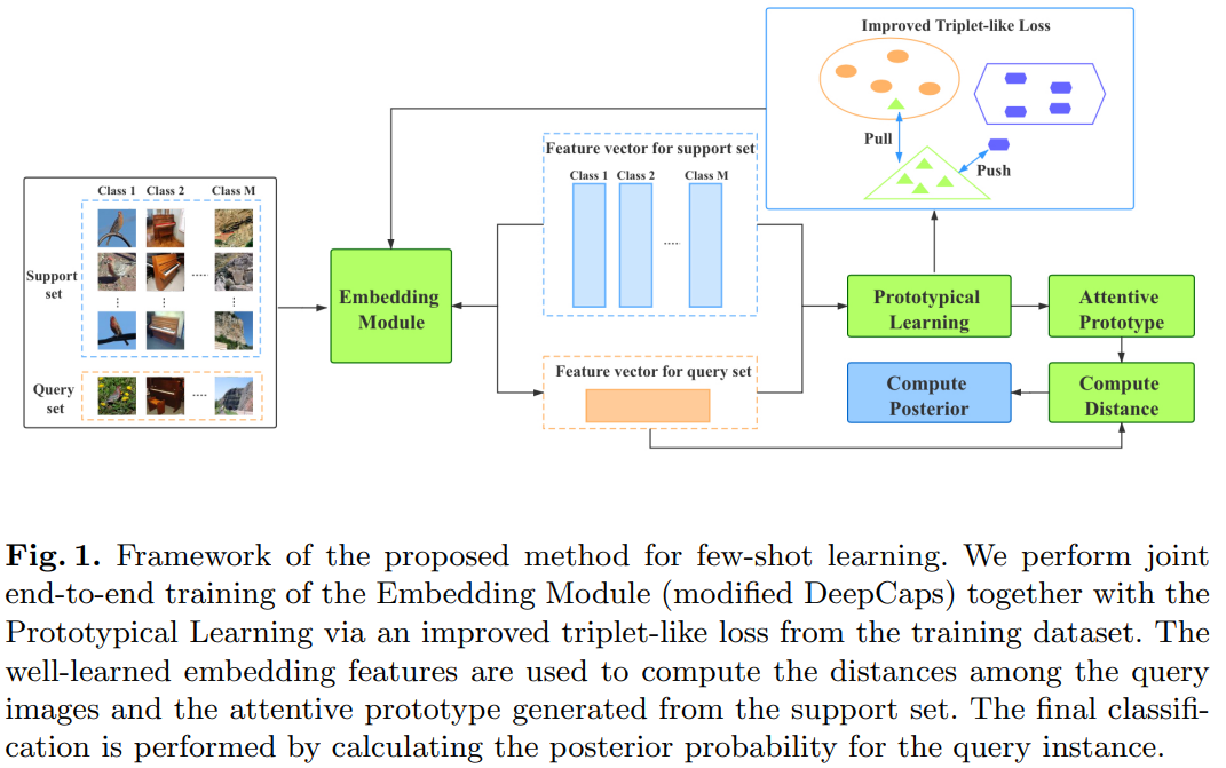 Improved Triplet-like Loss
Pull
Push
Feature vector for support set
Class 1 Class 2 Class M
.....
Class 1 Class 2 Class M
Support
set
.....
Query
set
.....
Embedding
Module
Feature vector for query set
Prototypical
Learning
Attentive
Prototype
Compute
Posterior
Compute
Distance
Fig. 1. Framework of the proposed method for few-shot learning. We perform joint
end-to-end training of the Embedding Module (modified DeepCaps) together with the
Prototypical Learning via an improved triplet-like loss from the training dataset. The
well-learned embedding features are used to compute the distances among the query
images and the attentive prototype generated from the support set. The final classifi-
cation is performed by calculating the posterior probability for the query instance.